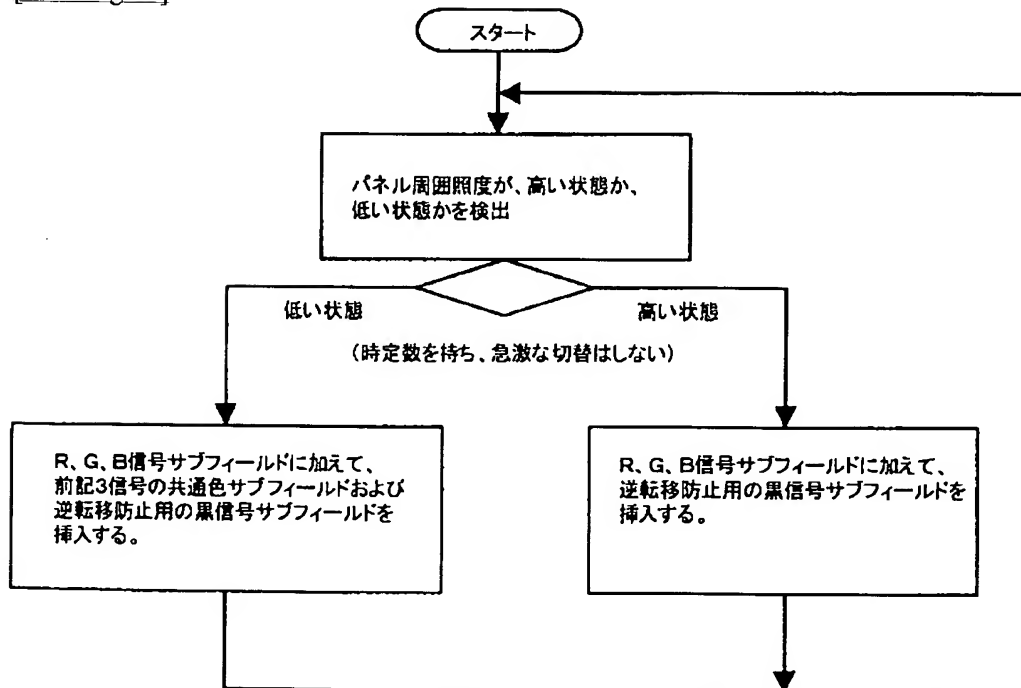 スタート
パネル周囲照度が、高い状態か、
低い状態かを検出
低い状態
高い状態
（時定数を持ち、急激な切替はしない）
R、G、B信号サブフィールドに加えて、
前記3信号の共通色サブフィールドおよび
逆転移防止用の黒信号サブフィールドを
挿入する。
R、G、B信号サブフィールドに加えて、
逆転移防止用の黒信号サブフィールドを
挿入する。